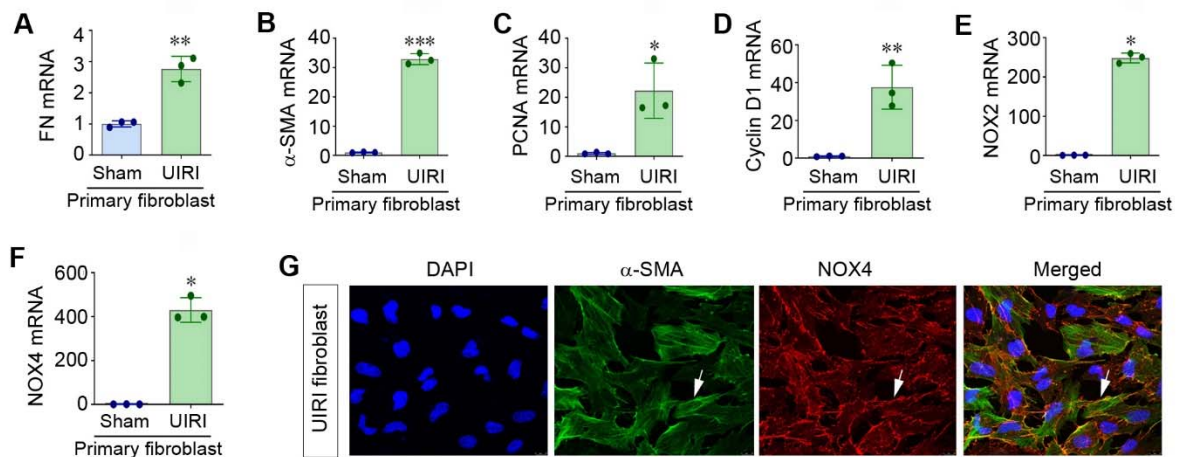 A
FN mRNA
4
3
2
1
0
**
Sham UIRI
Primary fibroblast
B
α-SMA mRNA
40
30
20
10
0
***
Sham UIRI
Primary fibroblast
C
PCNA mRNA
40
30
20
10
0
*
Sham UIRI
Primary fibroblast
D
Cyclin D1 mRNA
60
40
20
0
**
Sham UIRI
Primary fibroblast
E
NOX2 mRNA
300
200
100
0
*
Sham UIRI
Primary fibroblast
F
NOX4 mRNA
600
400
200
0
*
Sham UIRI
Primary fibroblast
G
DAPI α-SMA NOX4 Merged
UIRI fibroblast